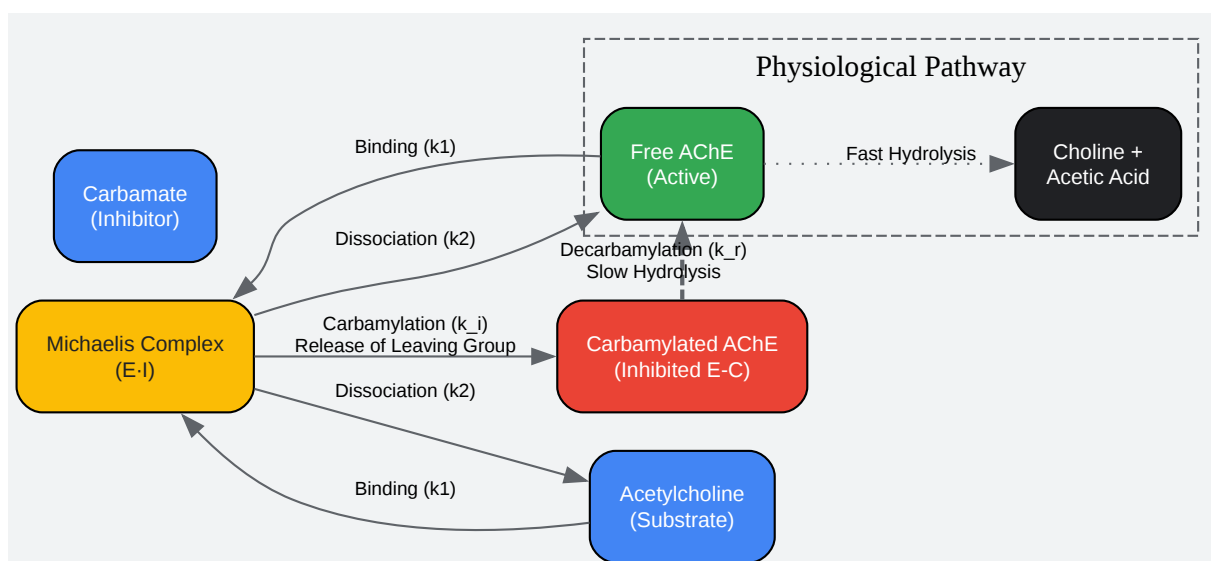 Physiological Pathway
Binding (k1)
Free AChE
(Active)
Fast Hydrolysis
Choline +
Acetic Acid
Carbamate
(Inhibitor)
Dissociation (k2)
Decarbamylation (k_r)
Slow Hydrolysis
Michaelis Complex
(E·I)
Carbamylation (k_i)
Release of Leaving Group
Carbamylated AChE
(Inhibited E-C)
Dissociation (k2)
Binding (k1)
Acetylcholine
(Substrate)